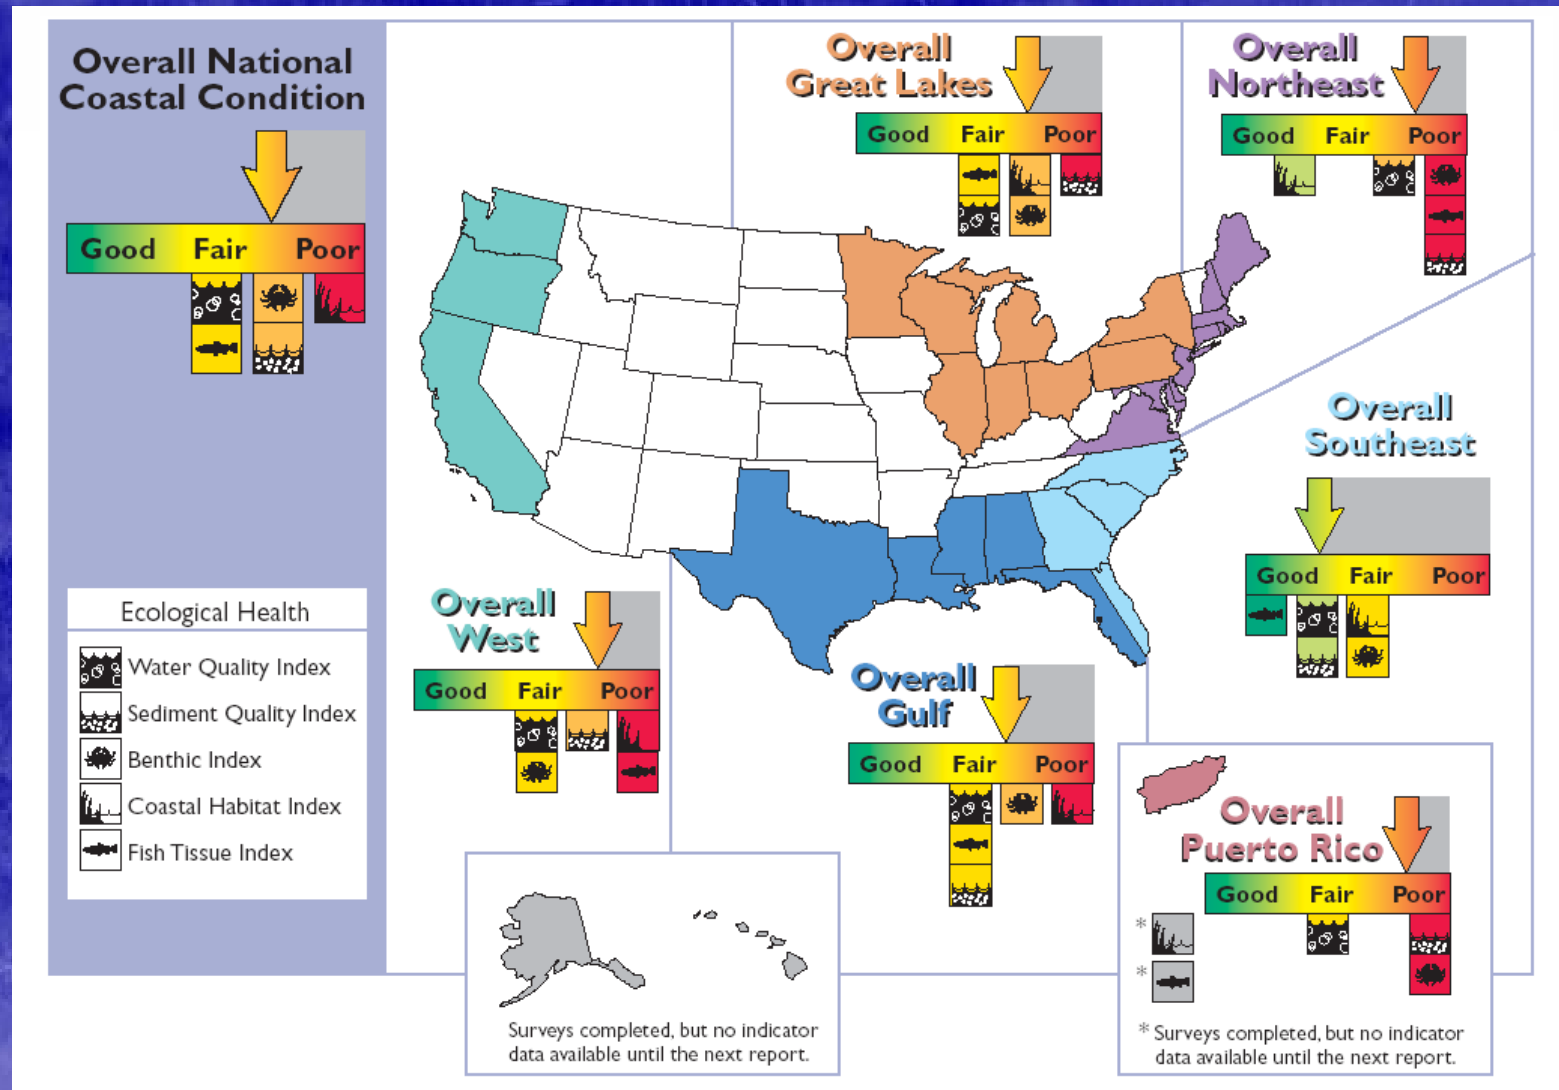 Overall National
Coastal Condition
Good Fair Poor
Ecological Health
Water Quality Index
Sediment Quality Index
Benthic Index
Coastal Habitat Index
Fish Tissue Index
Overall
Great Lakes
Good Fair Poor
Overall
Northeast
Good Fair Poor
Overall
Southeast
Good Fair Poor
Overall
West
Good Fair Poor
Overall
Gulf
Good Fair Poor
Overall
Puerto Rico
Good Fair Poor
*
*
Surveys completed, but no indicator
data available until the next report.
* Surveys completed, but no indicator
data available until the next report.